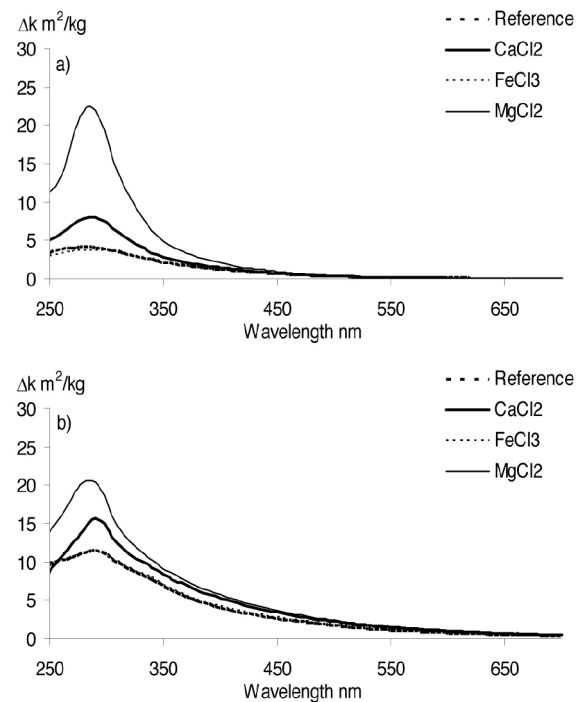 Δk m²/kg
Reference
CaCl2
FeCl3
MgCl2
a)
30
25
20
15
10
5
0
250 350 450 550 650
Wavelength nm
Δk m²/kg
Reference
CaCl2
FeCl3
MgCl2
b)
30
25
20
15
10
5
0
250 350 450 550 650
Wavelength nm